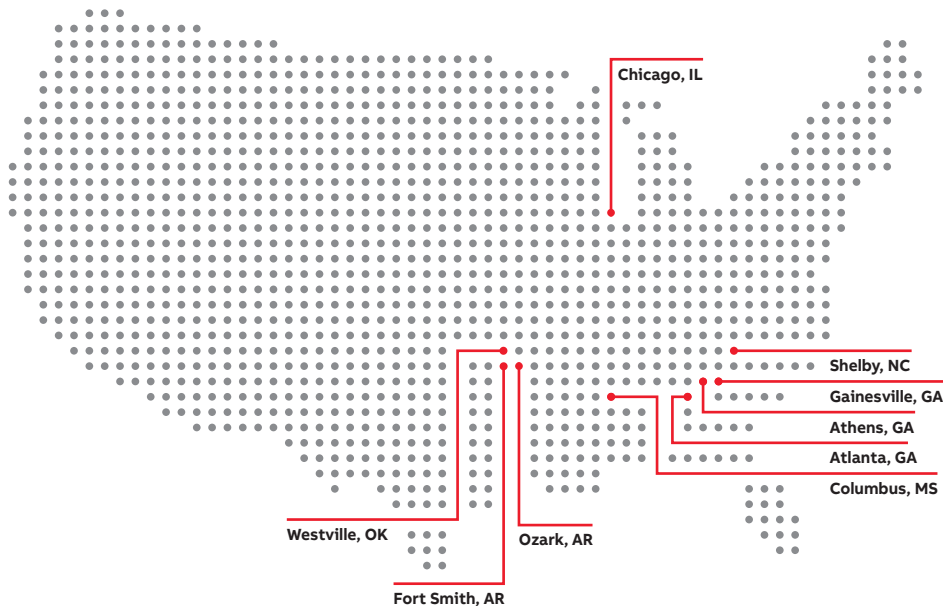 Chicago, IL
Shelby, NC
Gainesville, GA
Athens, GA
Atlanta, GA
Columbus, MS
Westville, OK
Ozark, AR
Fort Smith, AR